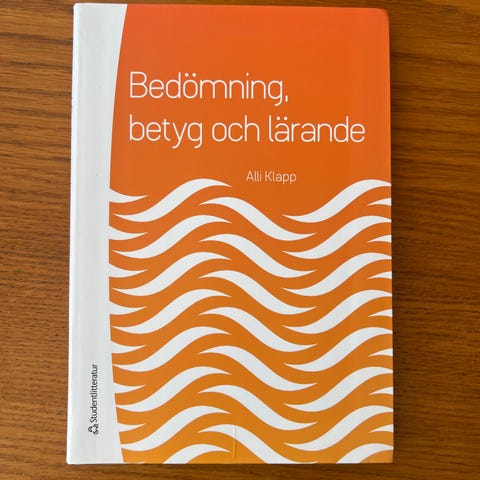 Bedömning,
betyg och lärande
Alli Klapp
Studentlitteratur